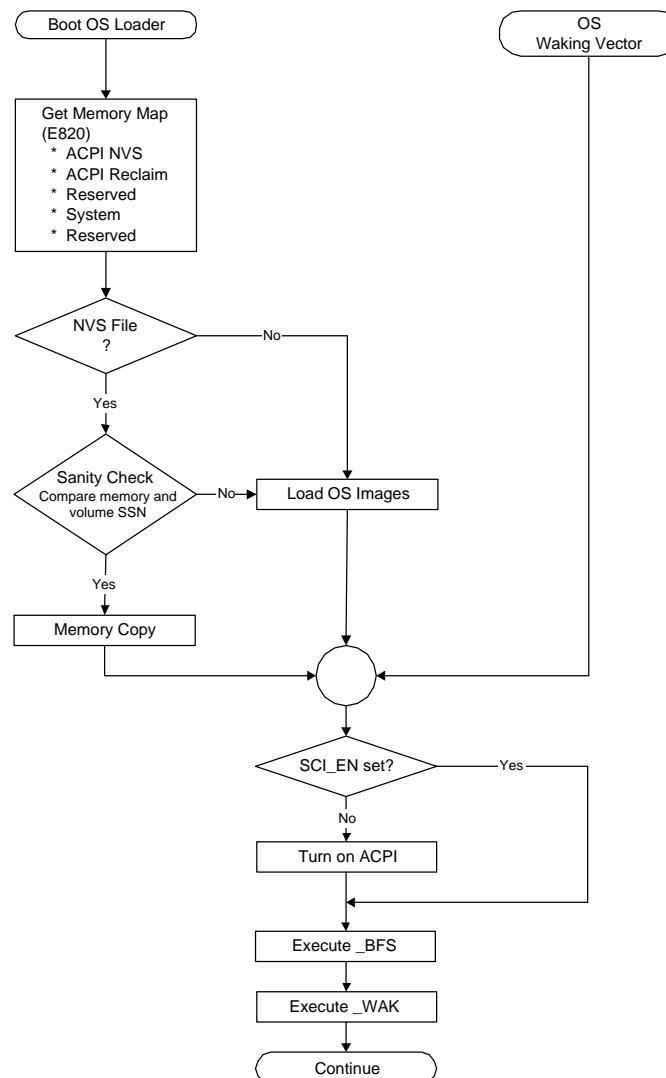 Boot OS Loader
OS
Waking Vector
Get Memory Map
(E820)
* ACPI NVS
* ACPI Reclaim
* Reserved
* System
* Reserved
NVS File
?
No
Yes
Sanity Check
Compare memory and
volume SSN
No
Load OS Images
Yes
Memory Copy
SCI_EN set?
Yes
No
Turn on ACPI
Execute _BFS
Execute _WAK
Continue